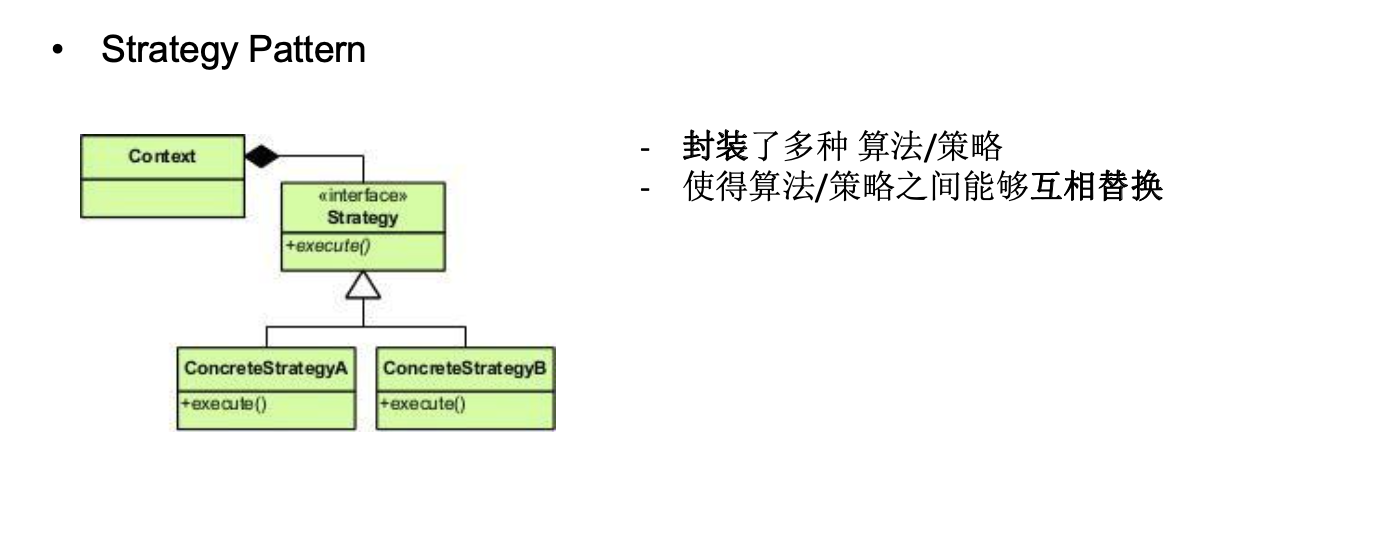 • Strategy Pattern
Context
«interface»
Strategy
+execute()
ConcreteStrategyA
+execute()
ConcreteStrategyB
+execute()
- 封装了多种 算法/策略
- 使得算法/策略之间能够互相替换